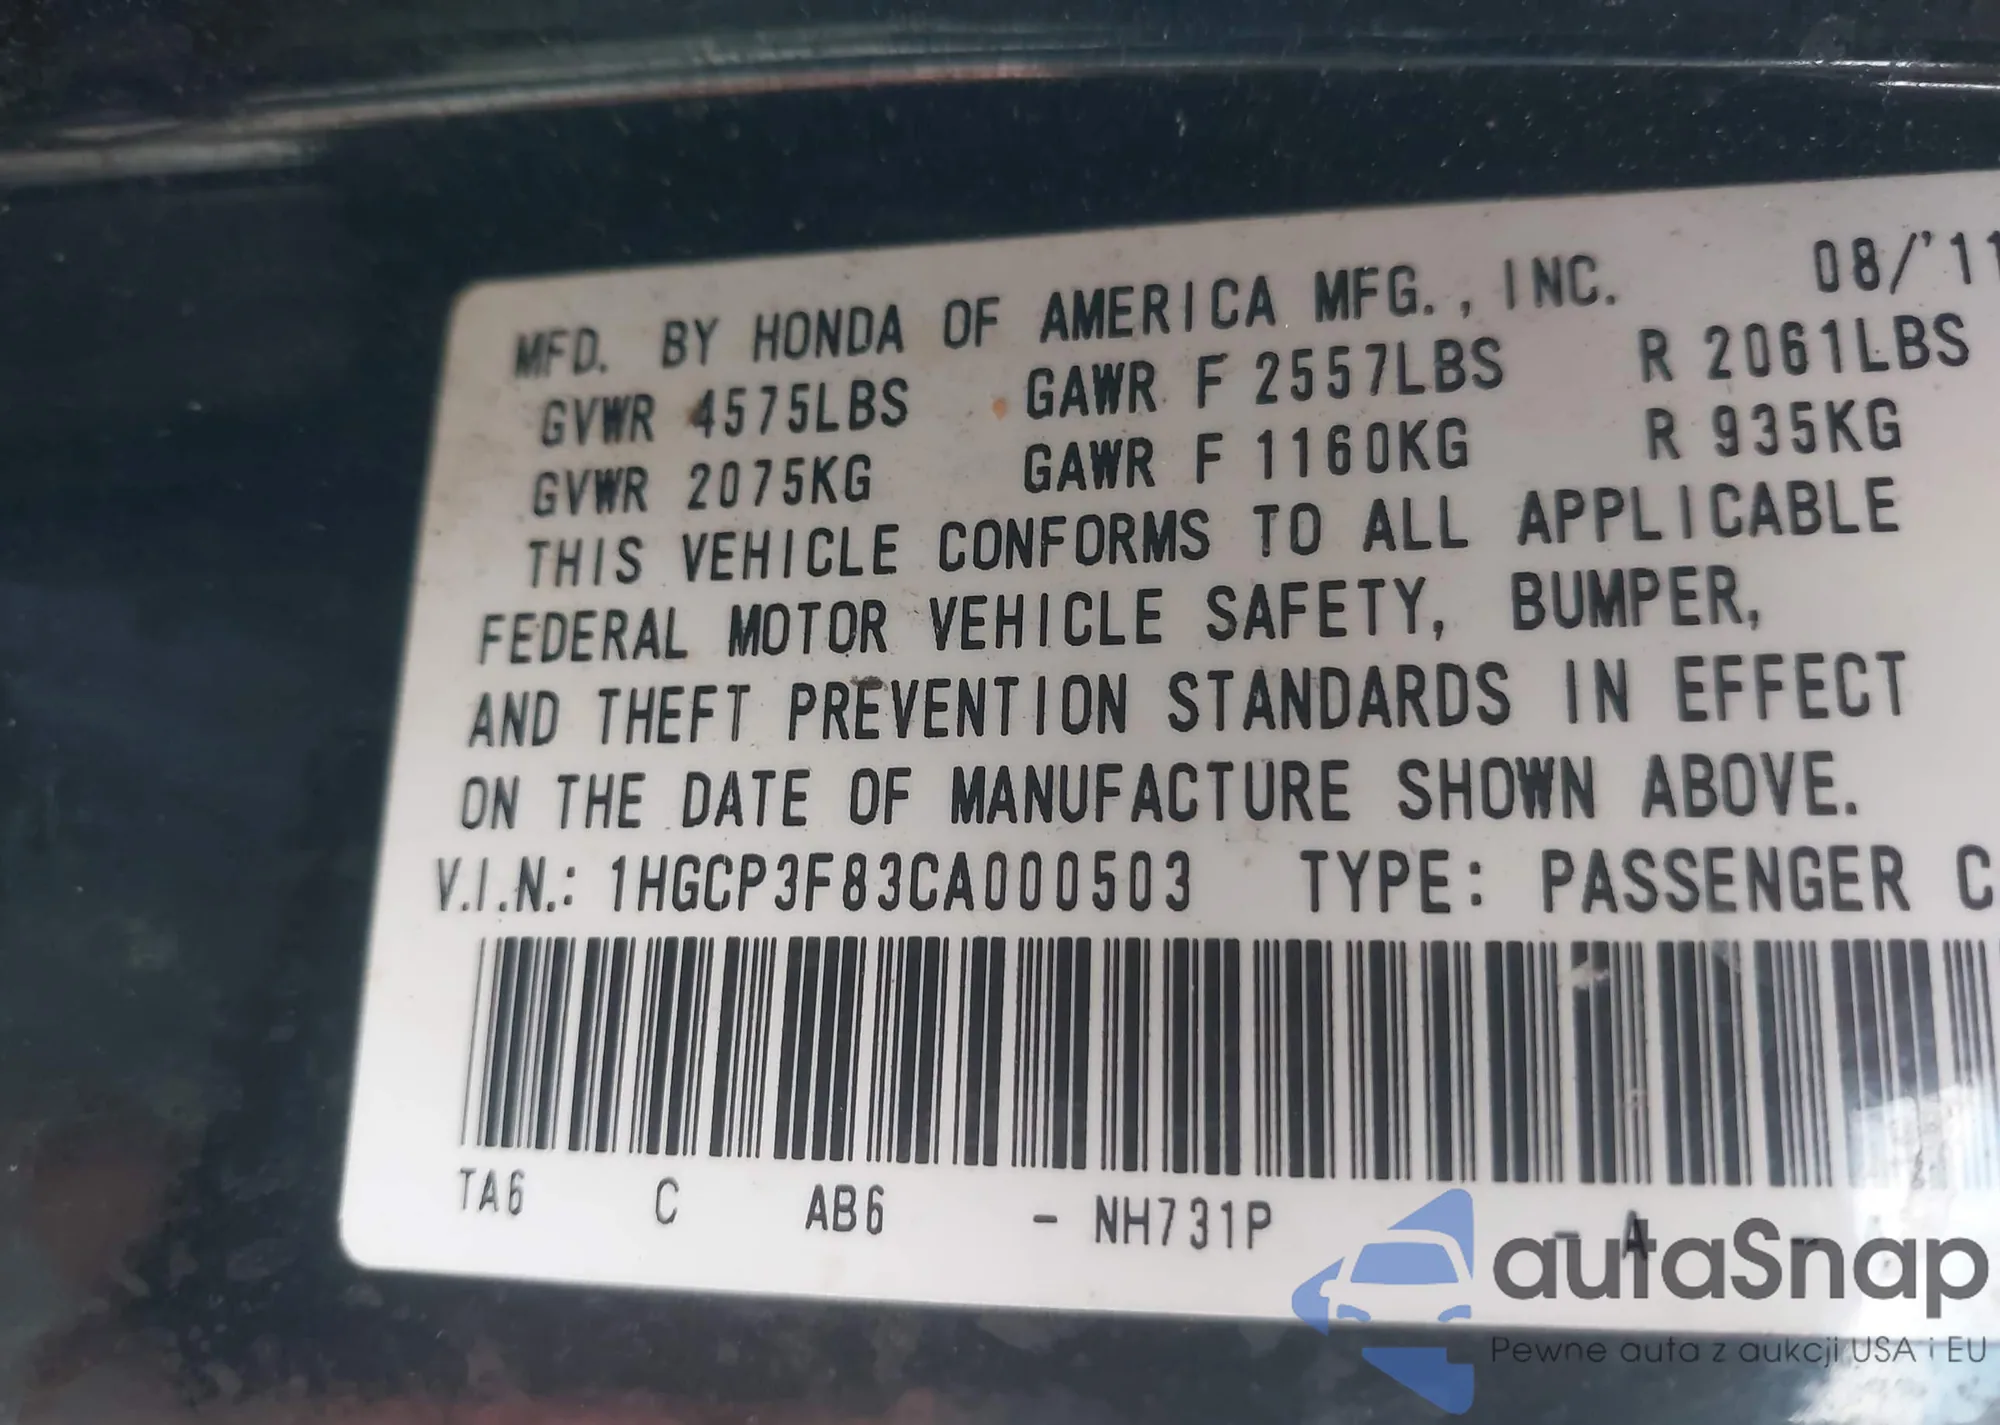 MFD. BY HONDA OF AMERICA MFG., INC. 08/'11
GVWR 4575LBS GAWR F 2557LBS R 2061LBS
GVWR 2075KG GAWR F 1160KG R 935KG
THIS VEHICLE CONFORMS TO ALL APPLICABLE
FEDERAL MOTOR VEHICLE SAFETY, BUMPER,
AND THEFT PREVENTION STANDARDS IN EFFECT
ON THE DATE OF MANUFACTURE SHOWN ABOVE.
V.I.N.: 1HGCP3F83CA000503 TYPE: PASSENGER C
TA6 C AB6 - NH731P - A -
autaSnap
Pewne auta z aukcji USA i EU